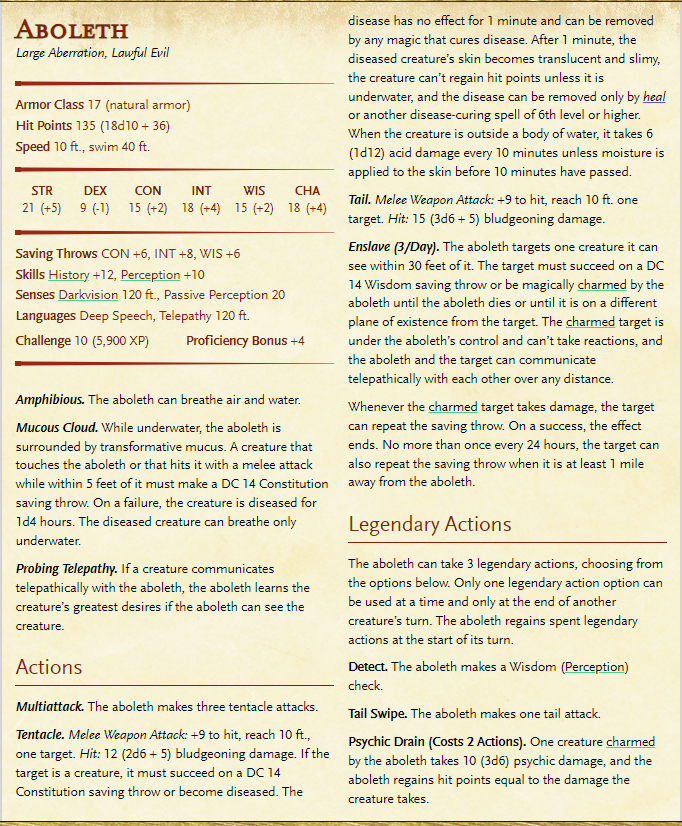 Aboleth
Large Aberration, Lawful Evil
Armor Class 17 (natural armor)
Hit Points 135 (18d10 + 36)
Speed 10 ft., swim 40 ft.
STR DEX CON INT WIS CHA
21 (+5) 9 (-1) 15 (+2) 18 (+4) 15 (+2) 18 (+4)
Saving Throws CON +6, INT +8, WIS +6
Skills History +12, Perception +10
Senses Darkvision 120 ft., Passive Perception 20
Languages Deep Speech, Telepathy 120 ft.
Challenge 10 (5,900 XP) Proficiency Bonus +4
Amphibious. The aboleth can breathe air and water.
Mucous Cloud. While underwater, the aboleth is
surrounded by transformative mucus. A creature that
touches the aboleth or that hits it with a melee attack
while within 5 feet of it must make a DC 14 Constitution
saving throw. On a failure, the creature is diseased for
1d4 hours. The diseased creature can breathe only
underwater.
Probing Telepathy. If a creature communicates
telepathically with the aboleth, the aboleth learns the
creature's greatest desires if the aboleth can see the
creature.
Actions
Multiattack. The aboleth makes three tentacle attacks.
Tentacle. Melee Weapon Attack: +9 to hit, reach 10 ft.,
one target. Hit: 12 (2d6 + 5) bludgeoning damage. If the
target is a creature, it must succeed on a DC 14
Constitution saving throw or become diseased. The
disease has no effect for 1 minute and can be removed
by any magic that cures disease. After 1 minute, the
diseased creature's skin becomes translucent and slimy,
the creature can't regain hit points unless it is
underwater, and the disease can be removed only by heal
or another disease-curing spell of 6th level or higher.
When the creature is outside a body of water, it takes 6
(1d12) acid damage every 10 minutes unless moisture is
applied to the skin before 10 minutes have passed.
Tail. Melee Weapon Attack: +9 to hit, reach 10 ft. one
target. Hit: 15 (3d6 + 5) bludgeoning damage.
Enslave (3/Day). The aboleth targets one creature it can
see within 30 feet of it. The target must succeed on a DC
14 Wisdom saving throw or be magically charmed by the
aboleth until the aboleth dies or until it is on a different
plane of existence from the target. The charmed target is
under the aboleth's control and can't take reactions, and
the aboleth and the target can communicate
telepathically with each other over any distance.
Whenever the charmed target takes damage, the target
can repeat the saving throw. On a success, the effect
ends. No more than once every 24 hours, the target can
also repeat the saving throw when it is at least 1 mile
away from the aboleth.
Legendary Actions
The aboleth can take 3 legendary actions, choosing from
the options below. Only one legendary action option can
be used at a time and only at the end of another
creature's turn. The aboleth regains spent legendary
actions at the start of its turn.
Detect. The aboleth makes a Wisdom (Perception)
check.
Tail Swipe. The aboleth makes one tail attack.
Psychic Drain (Costs 2 Actions). One creature charmed
by the aboleth takes 10 (3d6) psychic damage, and the
aboleth regains hit points equal to the damage the
creature takes.